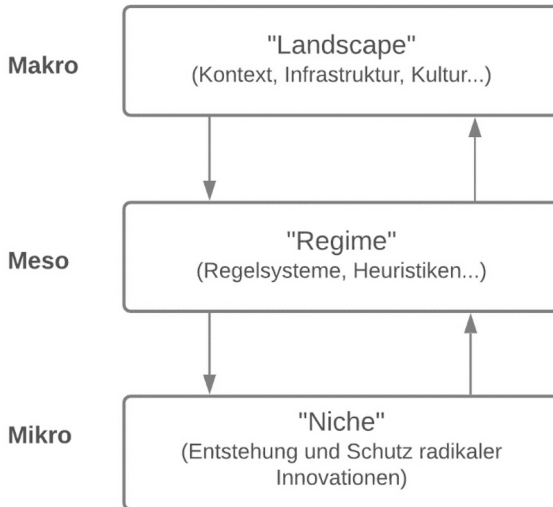 Makro
"Landscape"
(Kontext, Infrastruktur, Kultur...)
Meso
"Regime"
(Regelsysteme, Heuristiken...)
Mikro
"Niche"
(Entstehung und Schutz radikaler
Innovationen)